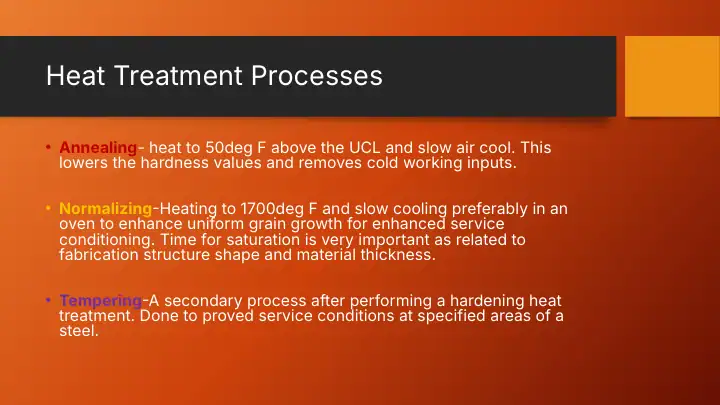 Heat Treatment Processes
• Annealing- heat to 50deg F above the UCL and slow air cool. This
lowers the hardness values and removes cold working inputs.
• Normalizing-Heating to 1700deg F and slow cooling preferably in an
oven to enhance uniform grain growth for enhanced service
conditioning. Time for saturation is very important as related to
fabrication structure shape and material thickness.
• Tempering-A secondary process after performing a hardening heat
treatment. Done to proved service conditions at specified areas of a
steel.